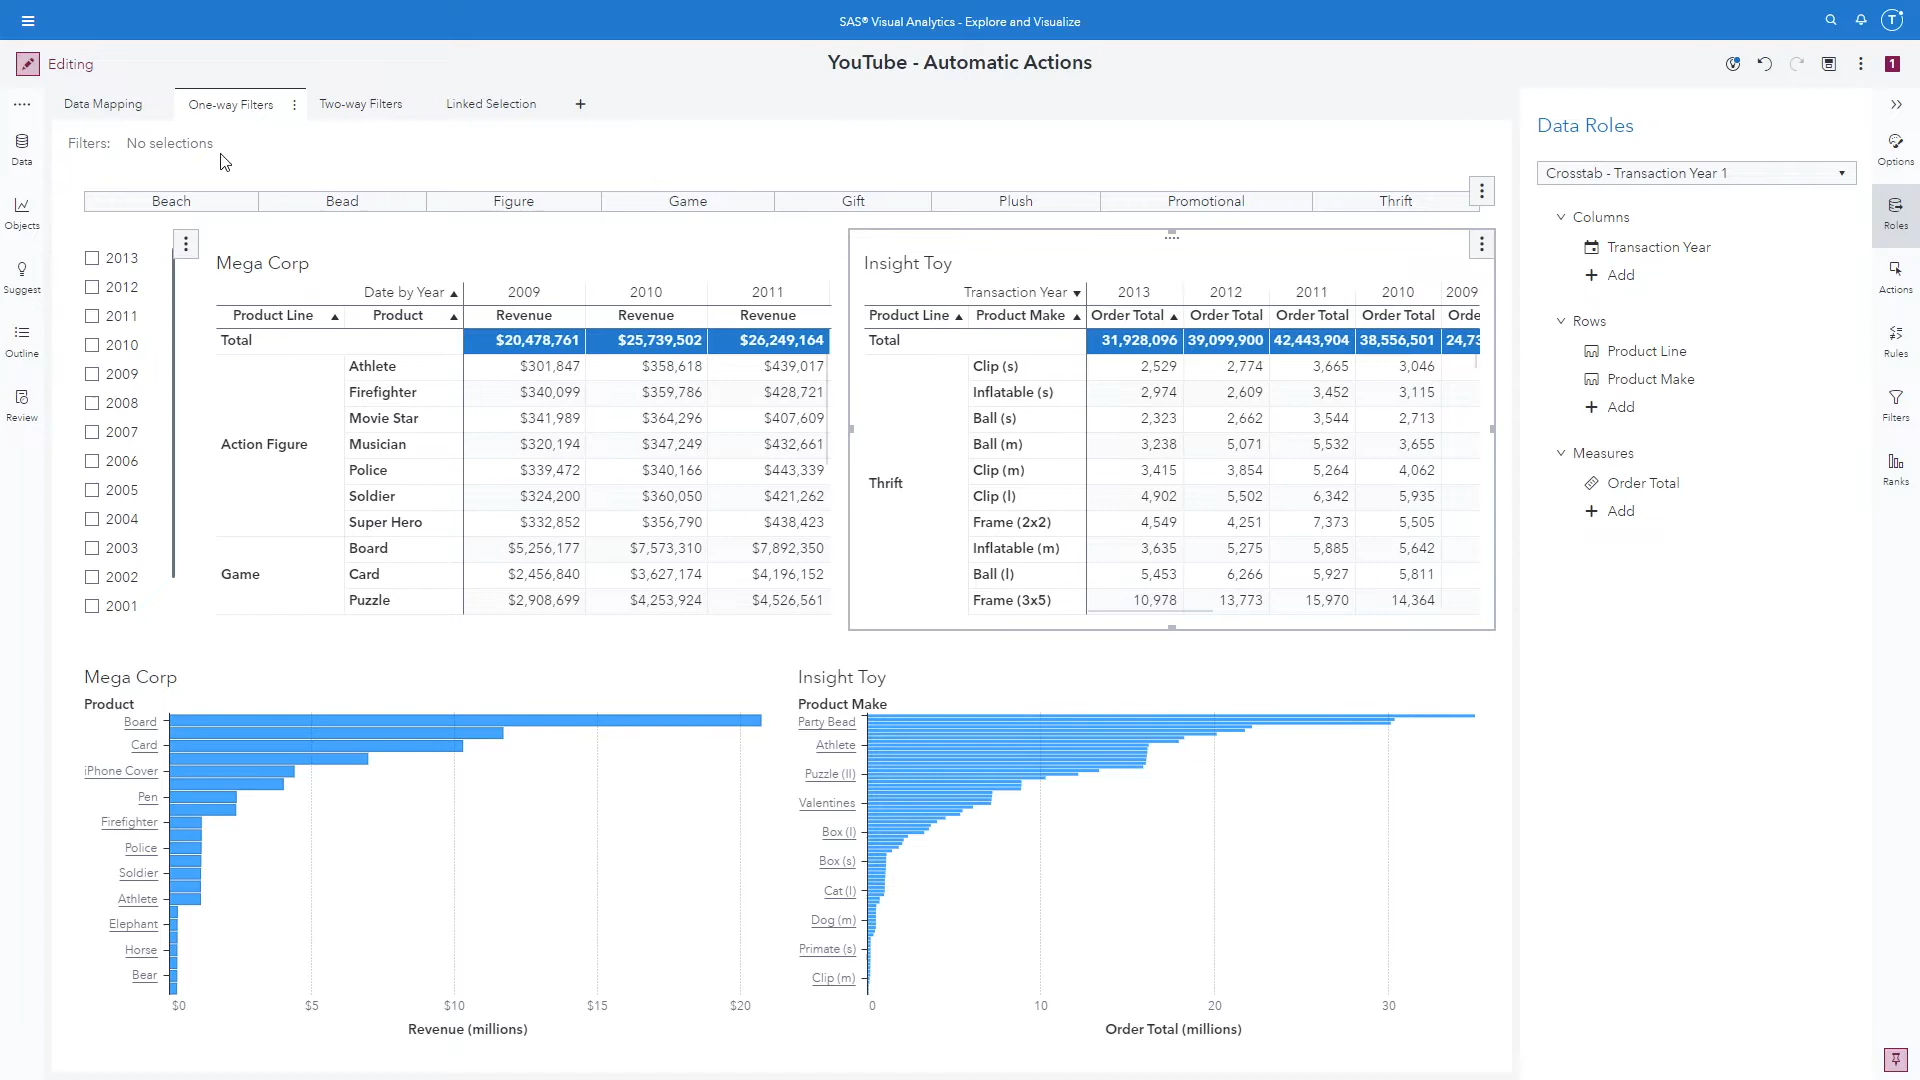 SAS® Visual Analytics - Explore and Visualize
T
Editing
YouTube - Automatic Actions
1
Data Mapping
One-way Filters
Two-way Filters
Linked Selection
Filters: No selections
Data
Objects
Suggest
Outline
Review
Beach Bead Figure Game Gift Plush Promotional Thrift
2013
2012
2011
2010
2009
2008
2007
2006
2005
2004
2003
2002
2001
Mega Corp
Date by Year 2009 2010 2011
Product Line Product Revenue Revenue Revenue
Total $20,478,761 $25,739,502 $26,249,164
Action Figure
Athlete $301,847 $358,618 $439,017
Firefighter $340,099 $359,786 $428,721
Movie Star $341,989 $364,296 $407,609
Musician $320,194 $347,249 $432,661
Police $339,472 $340,166 $443,339
Soldier $324,200 $360,050 $421,262
Super Hero $332,852 $356,790 $438,423
Game
Board $5,256,177 $7,573,310 $7,892,350
Card $2,456,840 $3,627,174 $4,196,152
Puzzle $2,908,699 $4,253,924 $4,526,561
Insight Toy
Transaction Year 2013 2012 2011 2010 2009
Product Line Product Make Order Total Order Total Order Total Order Total Orde
Total 31,928,096 39,099,900 42,443,904 38,556,501 24,73
Thrift
Clip (s) 2,529 2,774 3,665 3,046
Inflatable (s) 2,974 2,609 3,452 3,115
Ball (s) 2,323 2,662 3,544 2,713
Ball (m) 3,238 5,071 5,532 3,655
Clip (m) 3,415 3,854 5,264 4,062
Clip (l) 4,902 5,502 6,342 5,935
Frame (2x2) 4,549 4,251 7,373 5,505
Inflatable (m) 3,635 5,275 5,885 5,642
Ball (l) 5,453 6,266 5,927 5,811
Frame (3x5) 10,978 13,773 15,970 14,364
Mega Corp
Product
Board
Card
iPhone Cover
Pen
Firefighter
Police
Soldier
Athlete
Elephant
Horse
Bear
$0 $5 $10 $15 $20
Revenue (millions)
Insight Toy
Product Make
Party Bead
Athlete
Puzzle (II)
Valentines
Box (l)
Box (s)
Cat (l)
Dog (m)
Primate (s)
Clip (m)
0 10 20 30
Order Total (millions)
Data Roles
Crosstab - Transaction Year 1
Columns
Transaction Year
Add
Rows
Product Line
Product Make
Add
Measures
Order Total
Add
Options
Roles
Actions
Rules
Filters
Ranks